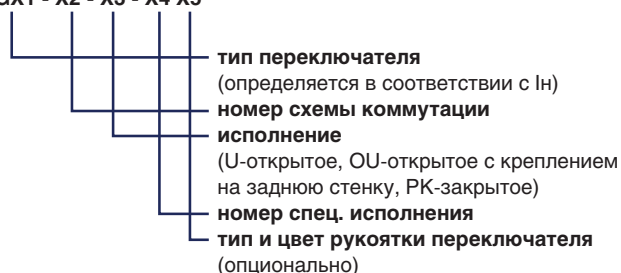 тип переключателя
(определяется в соответствии с Iн)
номер схемы коммутации
исполнение
(U-открытое, OU-открытое с креплением
на заднюю стенку, РК-закрытое)
номер спец. исполнения
тип и цвет рукоятки переключателя
(опционально)